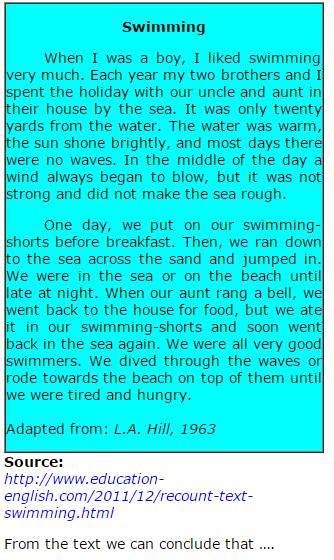 Swimming
When I was a boy, I liked swimming
very much. Each year my two brothers and I
spent the holiday with our uncle and aunt in
their house by the sea. It was only twenty
yards from the water. The water was warm,
the sun shone brightly, and most days there
were no waves. In the middle of the day a
wind always began to blow, but it was not
strong and did not make the sea rough.
One day, we put on our swimming-
shorts before breakfast. Then, we ran down
to the sea across the sand and jumped in.
We were in the sea or on the beach until
late at night. When our aunt rang a bell, we
went back to the house for food, but we ate
it in our swimming-shorts and soon went
back in the sea again. We were all very good
swimmers. We dived through the waves or
rode towards the beach on top of them until
we were tired and hungry.
Adapted from: L.A. Hill, 1963
Source:
http://www.education-
english.com/2011/12/recount-text-
swimming.html
From the text we can conclude that ....